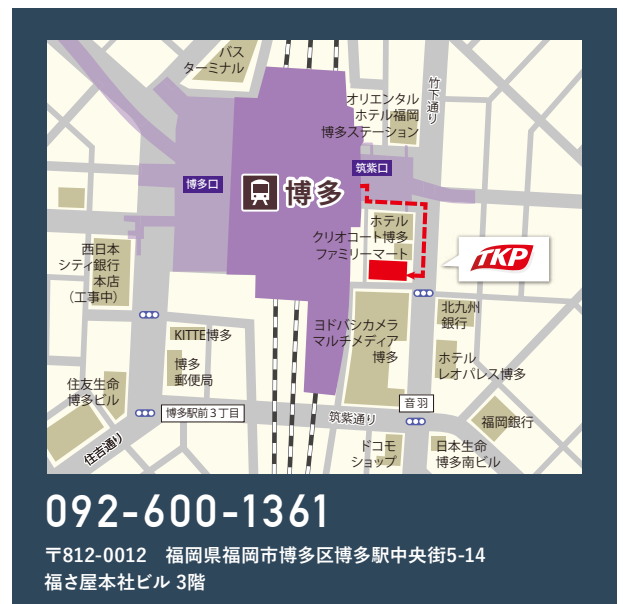 バス
ターミナル
竹下通り
オリエンタル
ホテル福岡
博多ステーション
博多口
博多
筑紫口
ホテル
クリオコート博多
ファミリーマート
TKP
西日本
シティ銀行
本店
（工事中）
北九州
銀行
ヨドバシカメラ
マルチメディア
博多
KITTE博多
博多
郵便局
ホテル
レオパレス博多
住友生命
博多ビル
博多駅前3丁目
筑紫通り
音羽
福岡銀行
住吉通り
ドコモ
ショップ
日本生命
博多南ビル
092-600-1361
〒812-0012　福岡県福岡市博多区博多駅中央街5-14
福さ屋本社ビル 3階